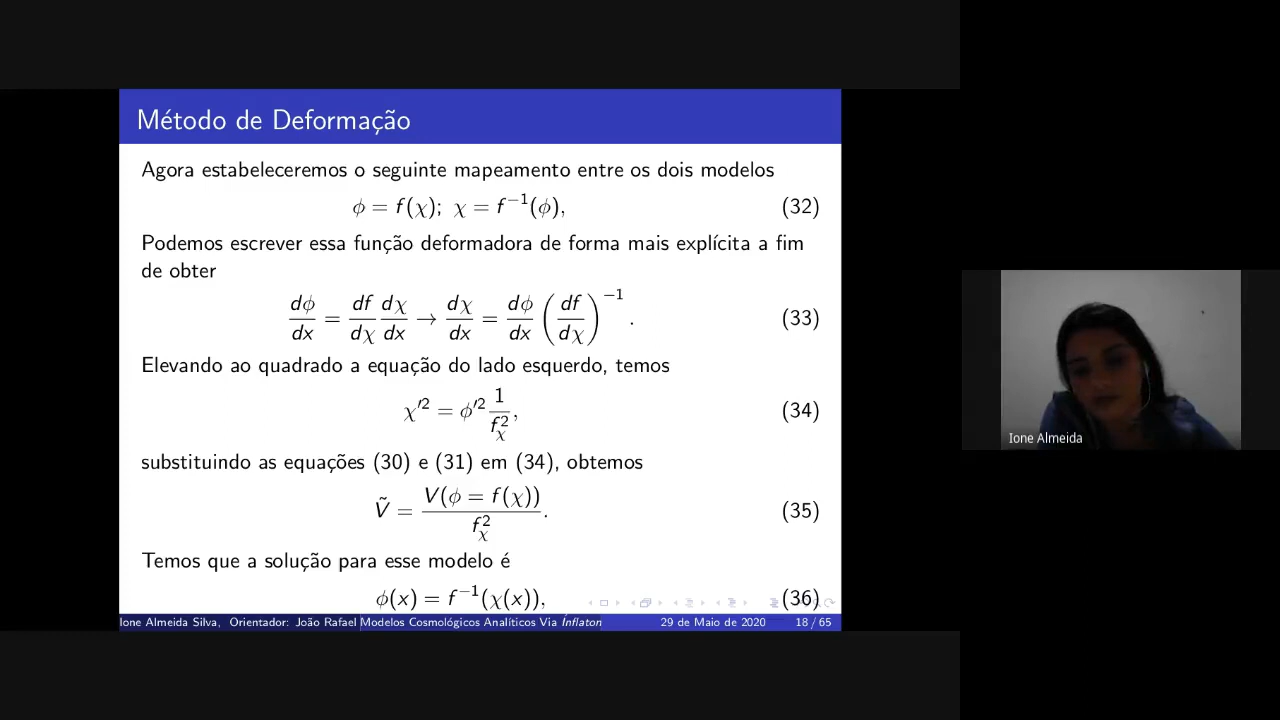 Método de Deformação
Agora estabeleceremos o seguinte mapeamento entre os dois modelos
ϕ = f(χ); χ = f⁻¹(ϕ), (32)
Podemos escrever essa função deformadora de forma mais explícita a fim
de obter
dϕ/dx = df/dχ dχ/dx → dχ/dx = dϕ/dx (df/dχ)⁻¹ . (33)
Elevando ao quadrado a equação do lado esquerdo, temos
χ′² = ϕ′² 1/f²_χ, (34)
substituindo as equações (30) e (31) em (34), obtemos
Ṽ = V(ϕ = f(χ))/f²_χ. (35)
Temos que a solução para esse modelo é
ϕ(x) = f⁻¹(χ(x)), (36)
Ione Almeida Silva, Orientador: João Rafael Modelos Cosmológicos Analíticos Via Inflaton 29 de Maio de 2020 18 / 65
Ione Almeida